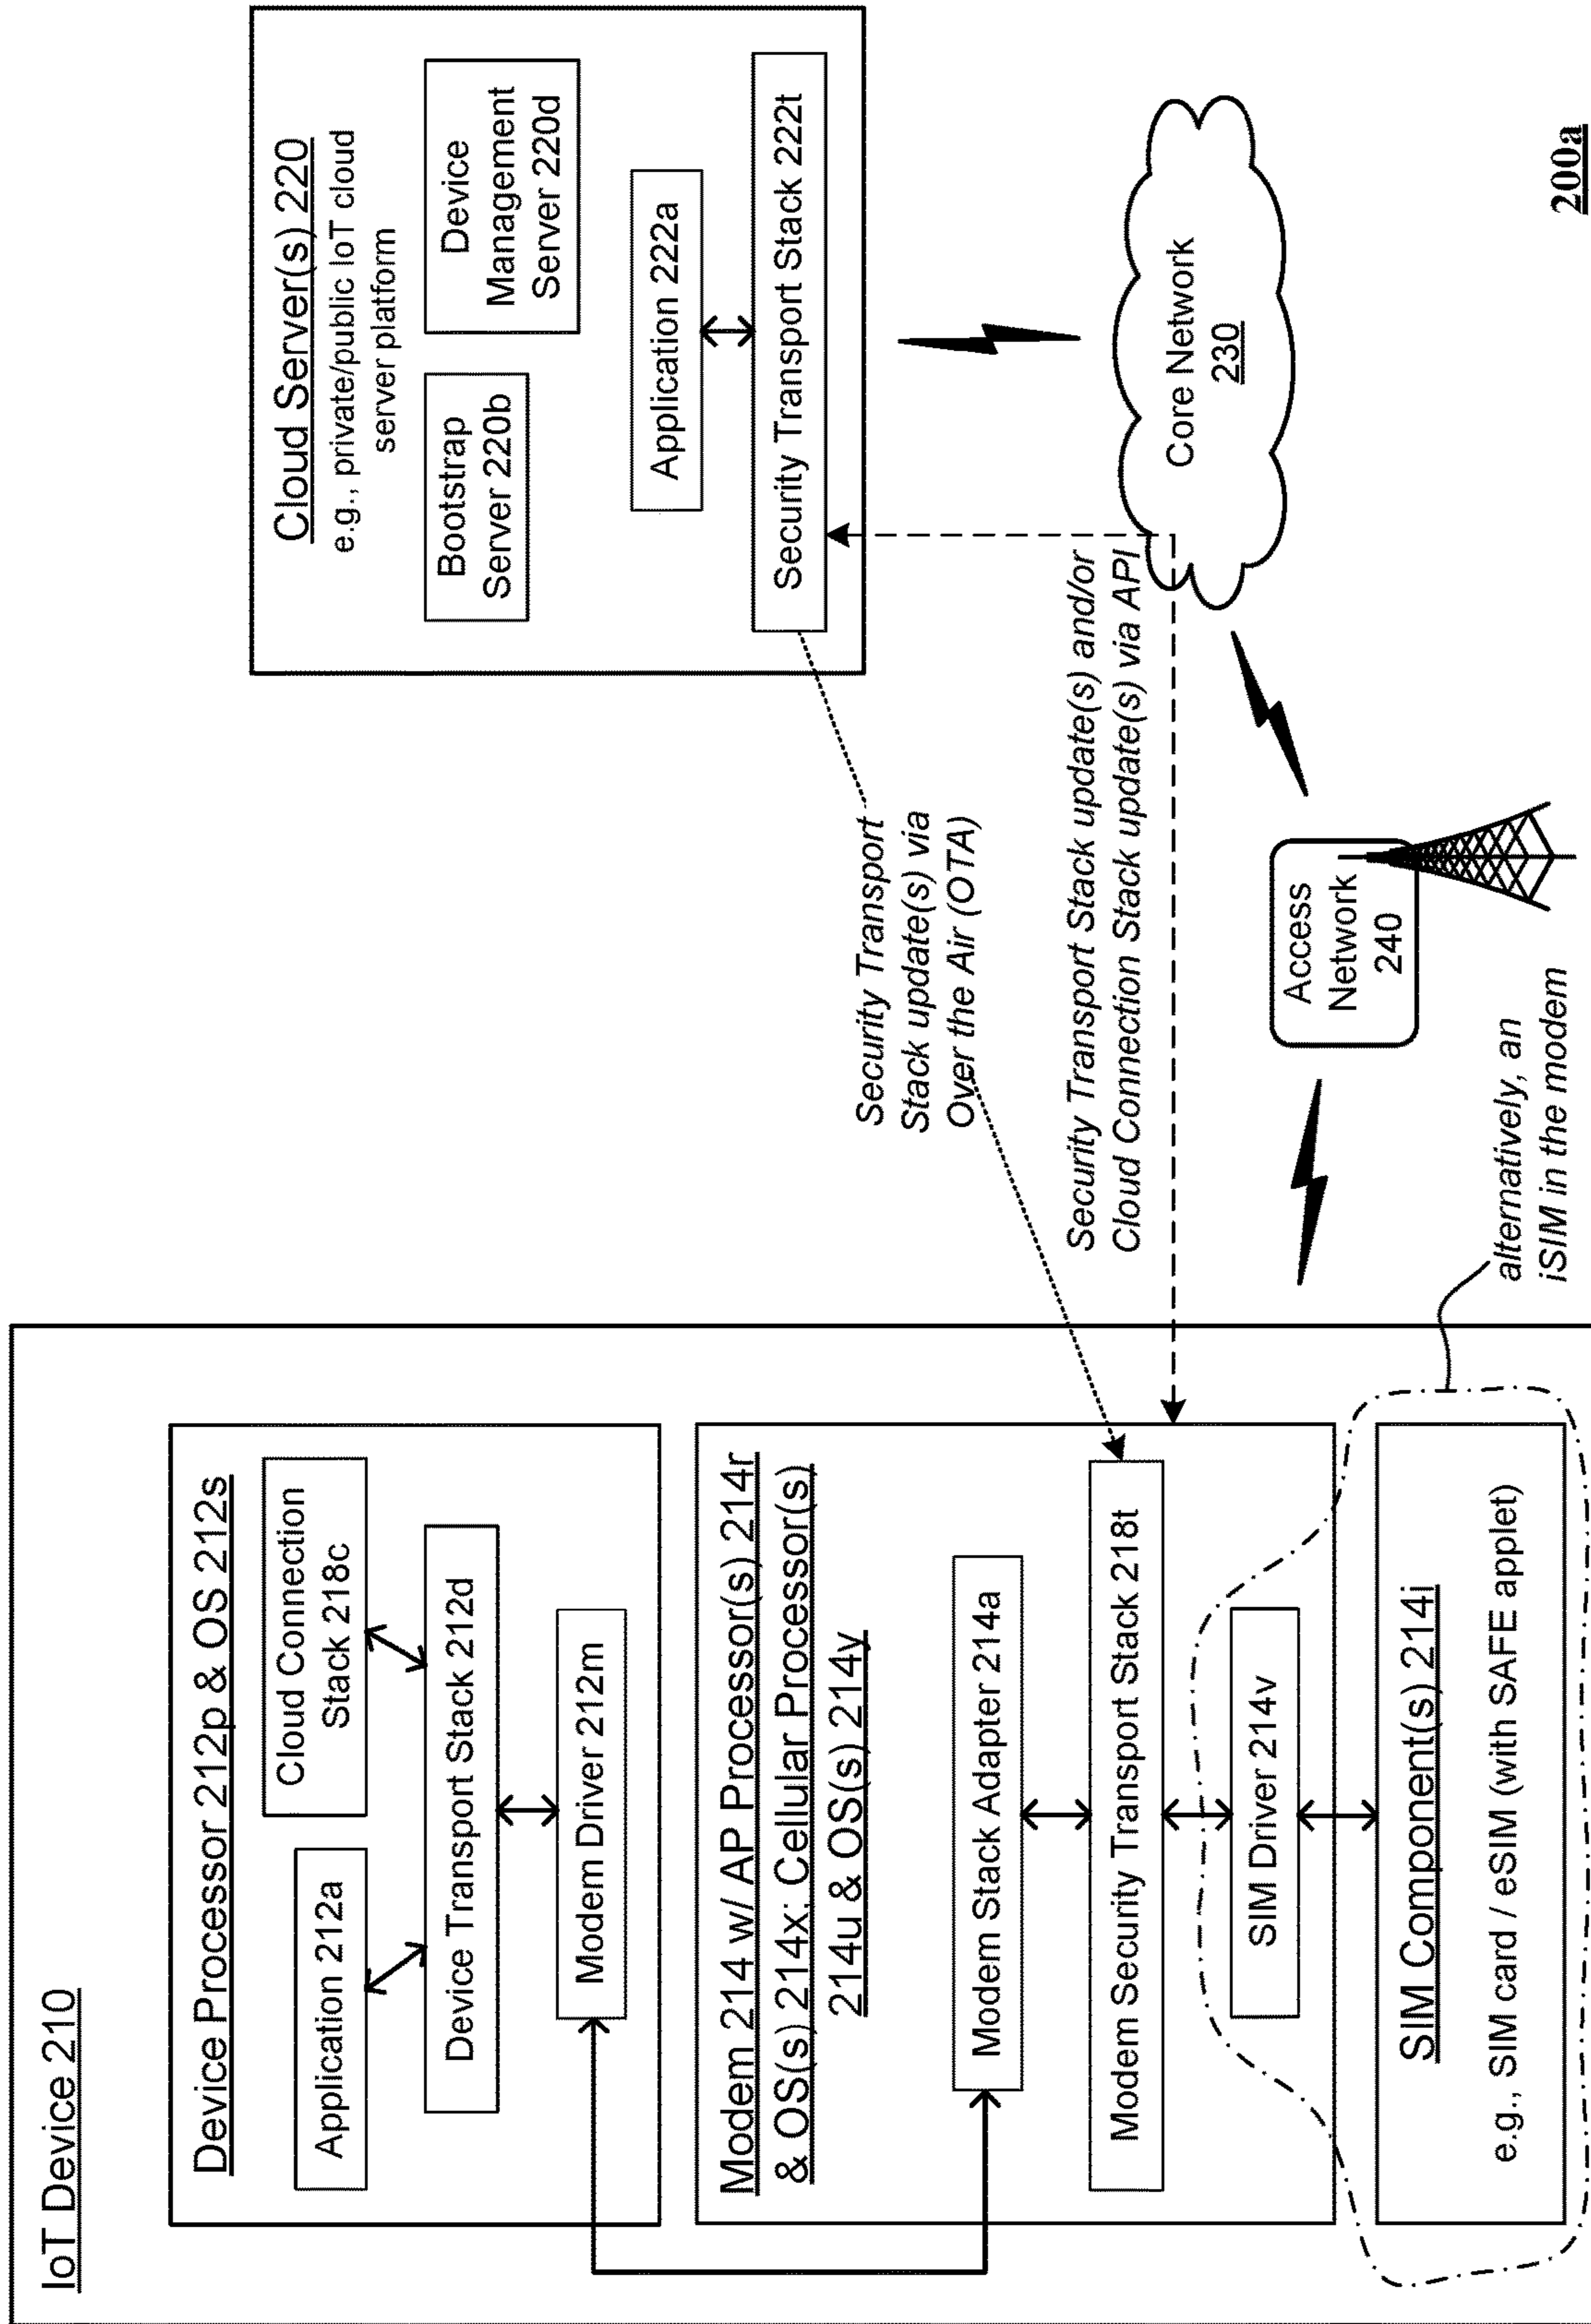 IoT Device 210
Device Processor 212p & OS 212s
Application 212a
Cloud Connection
Stack 218c
Device Transport Stack 212d
Modem Driver 212m
Modem 214 w/ AP Processor(s) 214r
& OS(s) 214x; Cellular Processor(s)
214u & OS(s) 214y
Modem Stack Adapter 214a
Modem Security Transport Stack 218t
SIM Driver 214v
SIM Component(s) 214i
e.g., SIM card / eSIM (with SAFE applet)
alternatively, an
iSIM in the modem
Security Transport
Stack update(s) via
Over the Air (OTA)
Security Transport Stack update(s) and/or
Cloud Connection Stack update(s) via API
Access
Network
240
Cloud Server(s) 220
e.g., private/public IoT cloud
server platform
Bootstrap
Server 220b
Device
Management
Server 220d
Application 222a
Security Transport Stack 222t
Core Network
230
200a